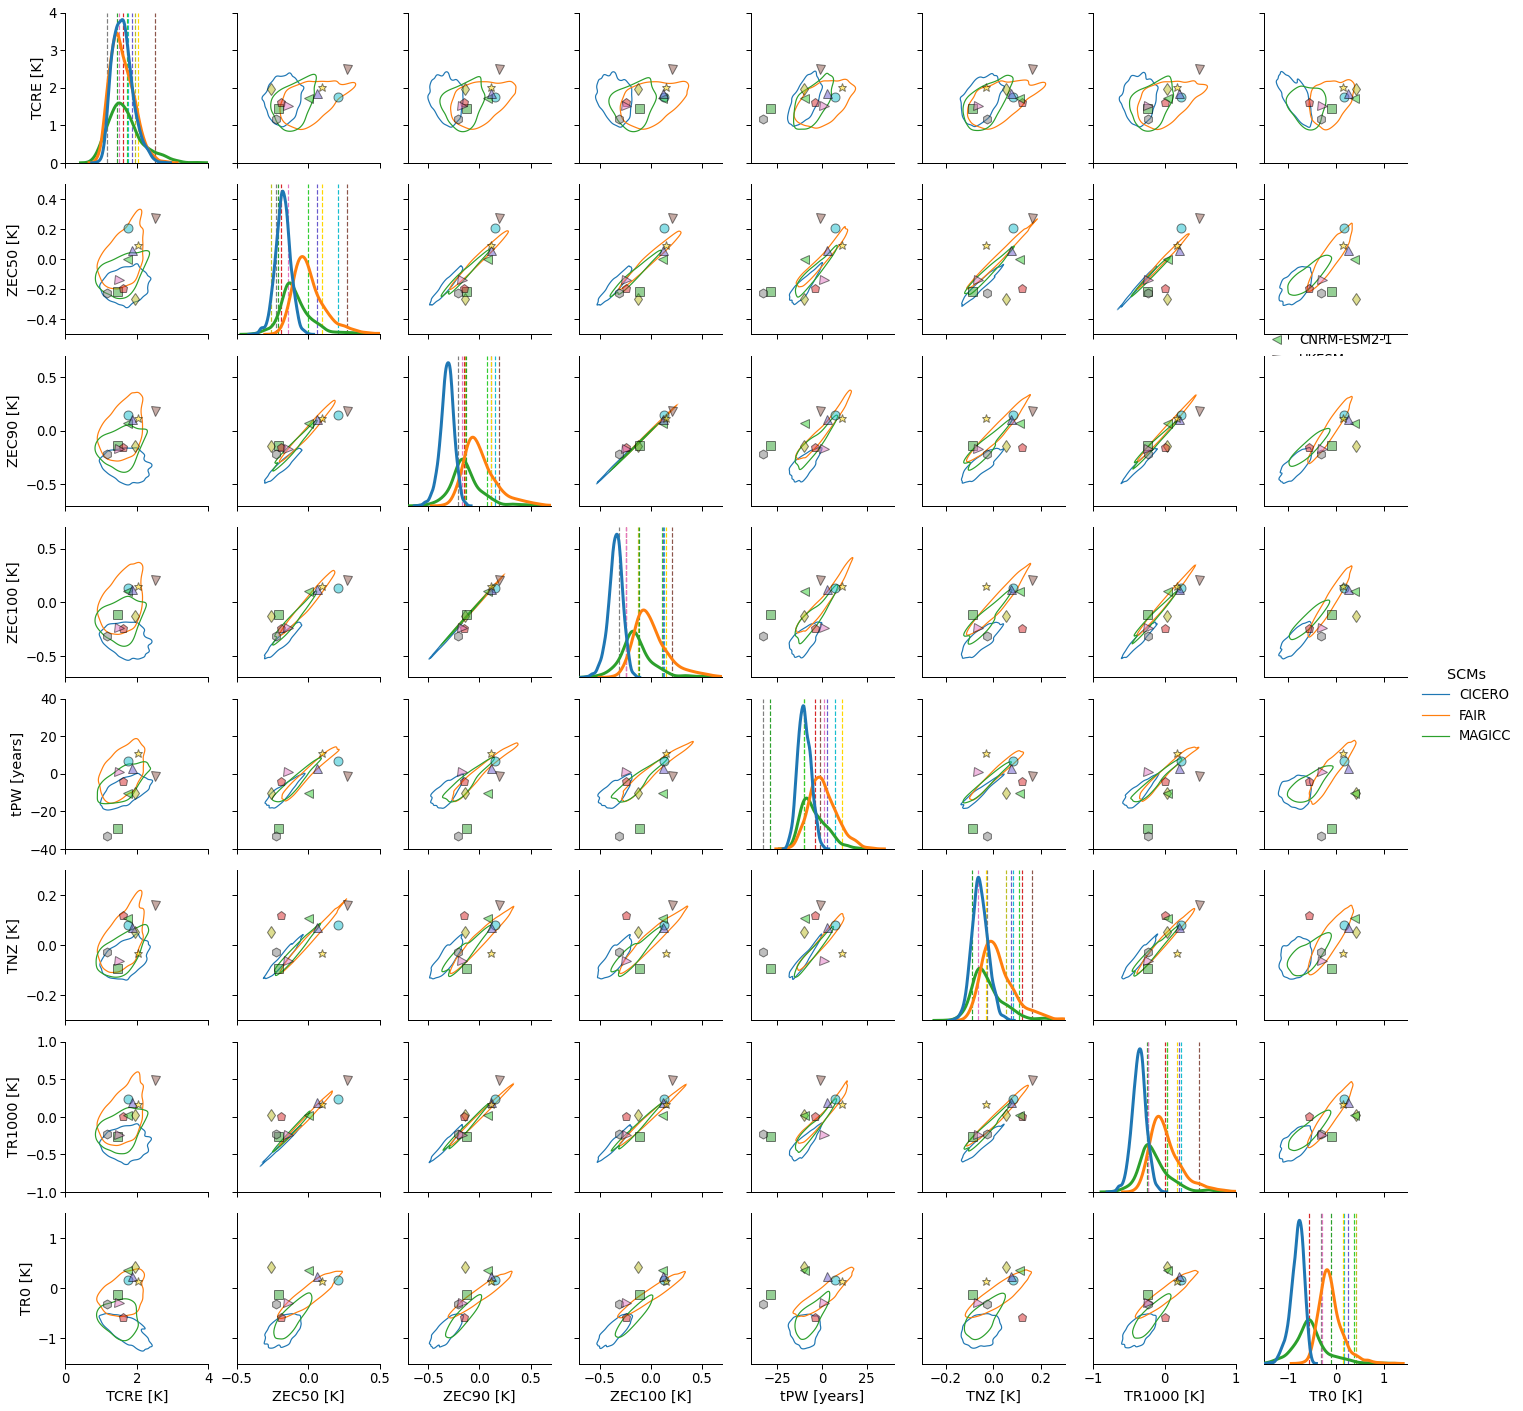 4
3
2
1
0
TCRE [K]
0.4
0.2
0.0
−0.2
−0.4
ZEC50 [K]
CNRM-ESM2-1
0.5
0.0
−0.5
ZEC90 [K]
0.5
0.0
−0.5
ZEC100 [K]
SCMs
CICERO
FAIR
MAGICC
40
20
0
−20
−40
tPW [years]
0.2
0.0
−0.2
TNZ [K]
1.0
0.5
0.0
−0.5
−1.0
TR1000 [K]
1
0
−1
TR0 [K]
0 2 4 −0.5 0.0 0.5 −0.5 0.0 0.5 −0.5 0.0 0.5 −25 0 25 −0.2 0.0 0.2 −1 0 1 −1 0 1
TCRE [K] ZEC50 [K] ZEC90 [K] ZEC100 [K] tPW [years] TNZ [K] TR1000 [K] TR0 [K]